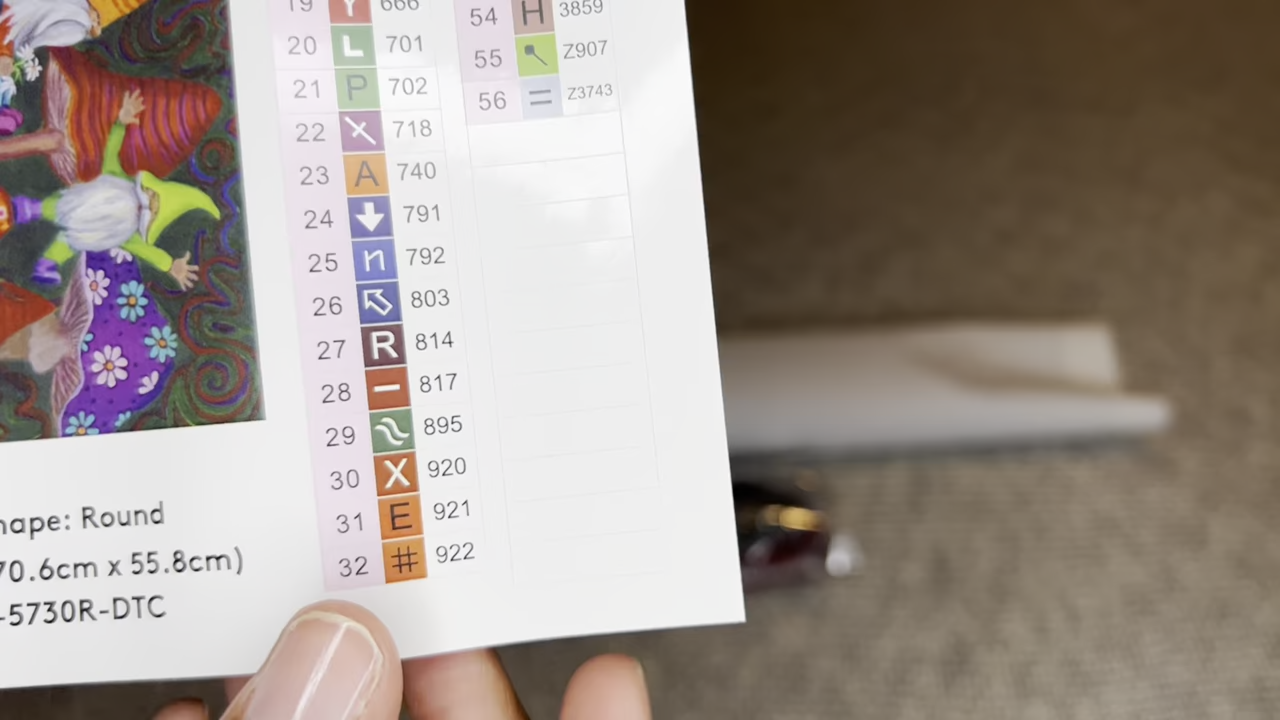 19 Y 666
20 L 701
21 P 702
22 718
23 A 740
24 791
25 n 792
26 803
27 R 814
28 – 817
29 895
30 X 920
31 E 921
32 # 922
54 H 3859
55 Z907
56 = Z3743
hape: Round
70.6cm x 55.8cm)
-5730R-DTC